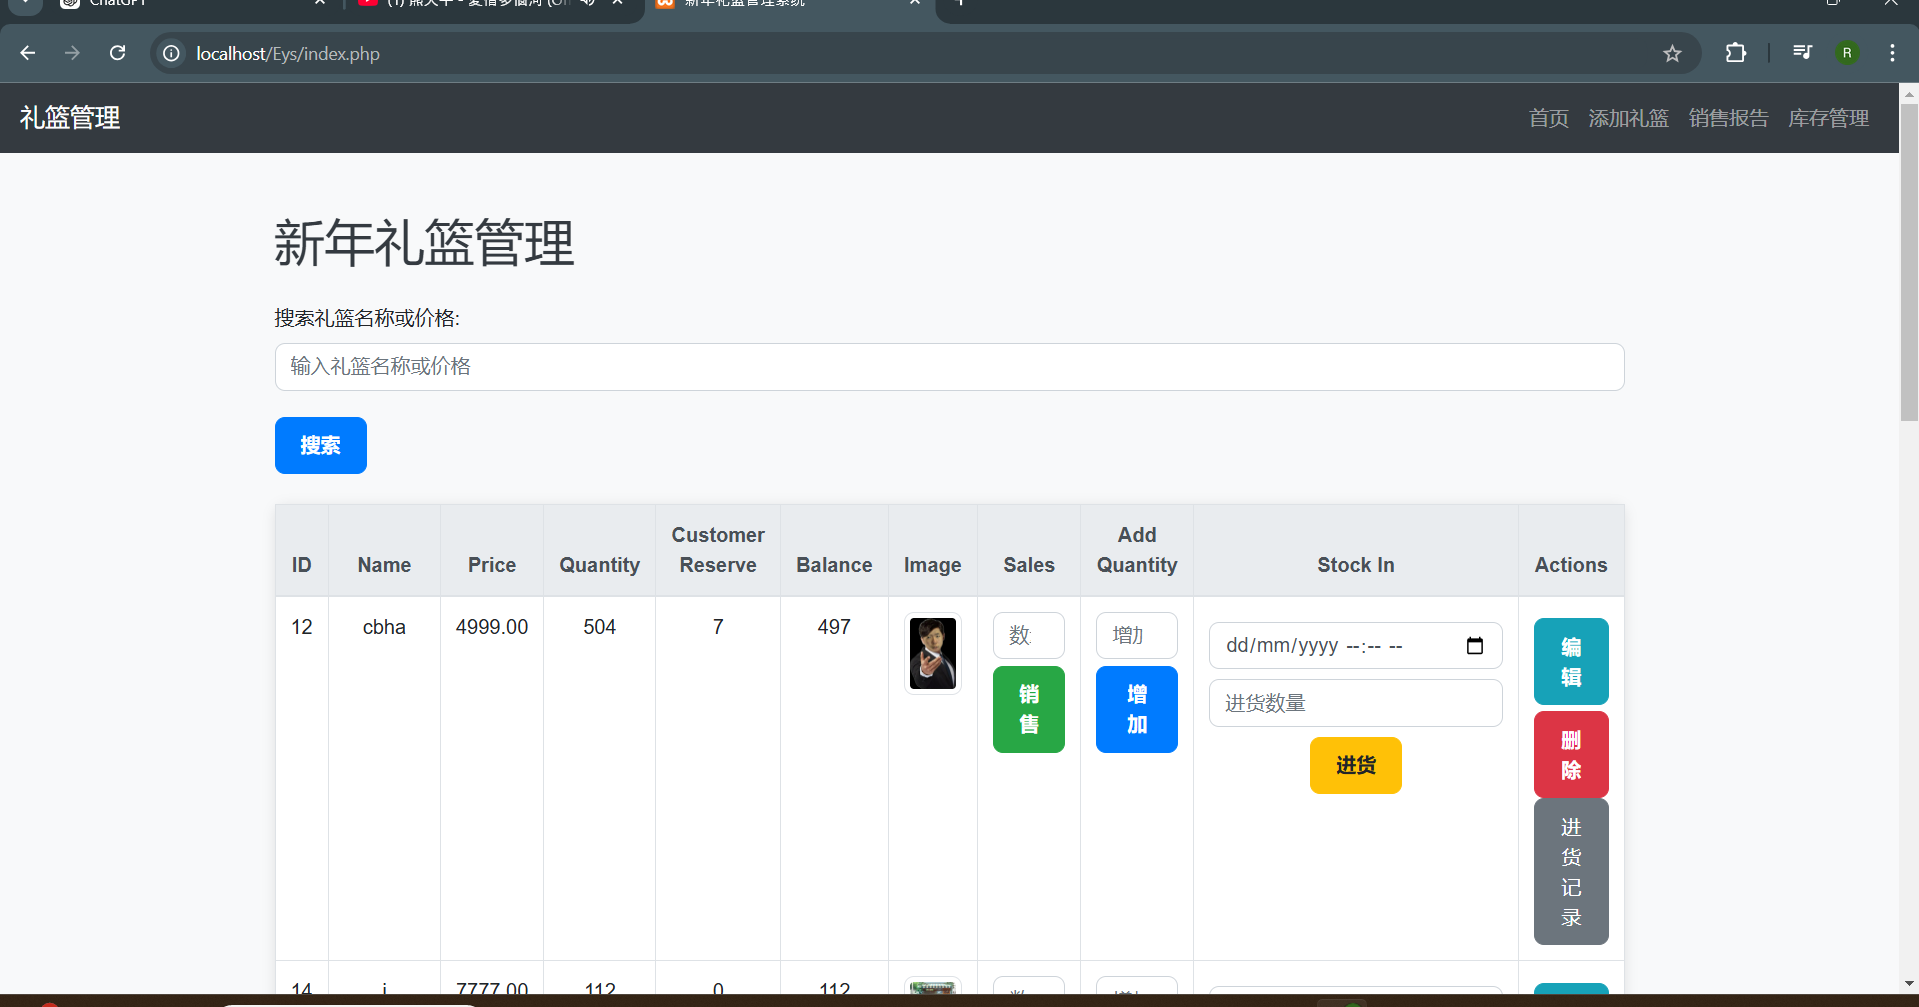 ChatGPT
新年礼篮管理系统
localhost/Eys/index.php
R
礼篮管理
首页 添加礼篮 销售报告 库存管理
新年礼篮管理
搜索礼篮名称或价格:
输入礼篮名称或价格
搜索
ID Name Price Quantity Customer Reserve Balance Image Sales Add Quantity Stock In Actions
12 cbha 4999.00 504 7 497
数
销售
增加
增加
dd/mm/yyyy --:-- --
进货数量
进货
编辑
删除
进货记录
14 i 7777.00 112 0 112